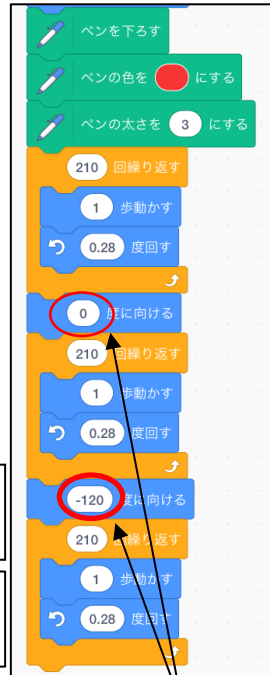 ペンを下ろす
ペンの色を にする
ペンの太さを 3 にする
210 回繰り返す
1 歩動かす
0.28 度回す
0 度に向ける
210 回繰り返す
1 歩動かす
0.28 度回す
-120 度に向ける
210 回繰り返す
1 歩動かす
0.28 度回す